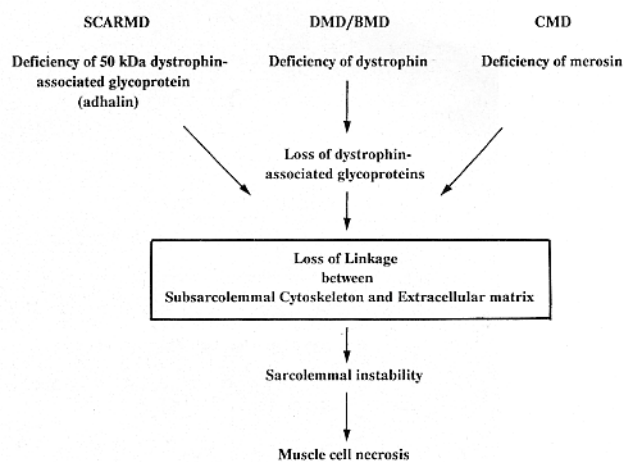 SCARMD
DMD/BMD
CMD
Deficiency of 50 kDa dystrophin-
associated glycoprotein
(adhalin)
Deficiency of dystrophin
Deficiency of merosin
Loss of dystrophin-
associated glycoproteins
Loss of Linkage
between
Subsarcolemmal Cytoskeleton and Extracellular matrix
Sarcolemmal instability
Muscle cell necrosis